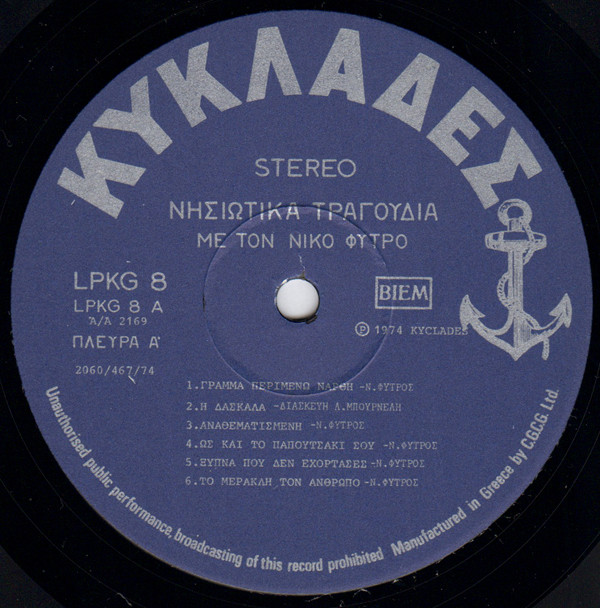 ΚΥΚΛΑΔΕΣ
STEREO
ΝΗΣΙΩΤΙΚΑ ΤΡΑΓΟΥΔΙΑ
ΜΕ ΤΟΝ ΝΙΚΟ ΦΥΤΡΟ
LPKG 8
LPKG 8 A
Α/Α 2169
ΠΛΕΥΡΑ Α'
2060/467/74
BIEM
℗ 1974 KYCLADES
1.ΓΡΑΜΜΑ ΠΕΡΙΜΕΝΩ ΝΑΡΘΗ -Ν.ΦΥΤΡΟΣ
2.Η ΔΑΣΚΑΛΑ -ΔΙΑΣΚΕΥΗ Λ.ΜΠΟΥΡΝΕΛΗ
3.ΑΝΑΘΕΜΑΤΙΣΜΕΝΗ -Ν.ΦΥΤΡΟΣ
4.ΩΣ ΚΑΙ ΤΟ ΠΑΠΟΥΤΣΑΚΙ ΣΟΥ -Ν.ΦΥΤΡΟΣ
5.ΞΥΠΝΑ ΠΟΥ ΔΕΝ ΕΧΟΡΤΑΣΕΣ -Ν.ΦΥΤΡΟΣ
6.ΤΟ ΜΕΡΑΚΛΗ ΤΟΝ ΑΝΘΡΩΠΟ -Ν.ΦΥΤΡΟΣ
Unauthorised public performance, broadcasting of this record prohibited Manufactured in Greece by C.G.C.G. Ltd.